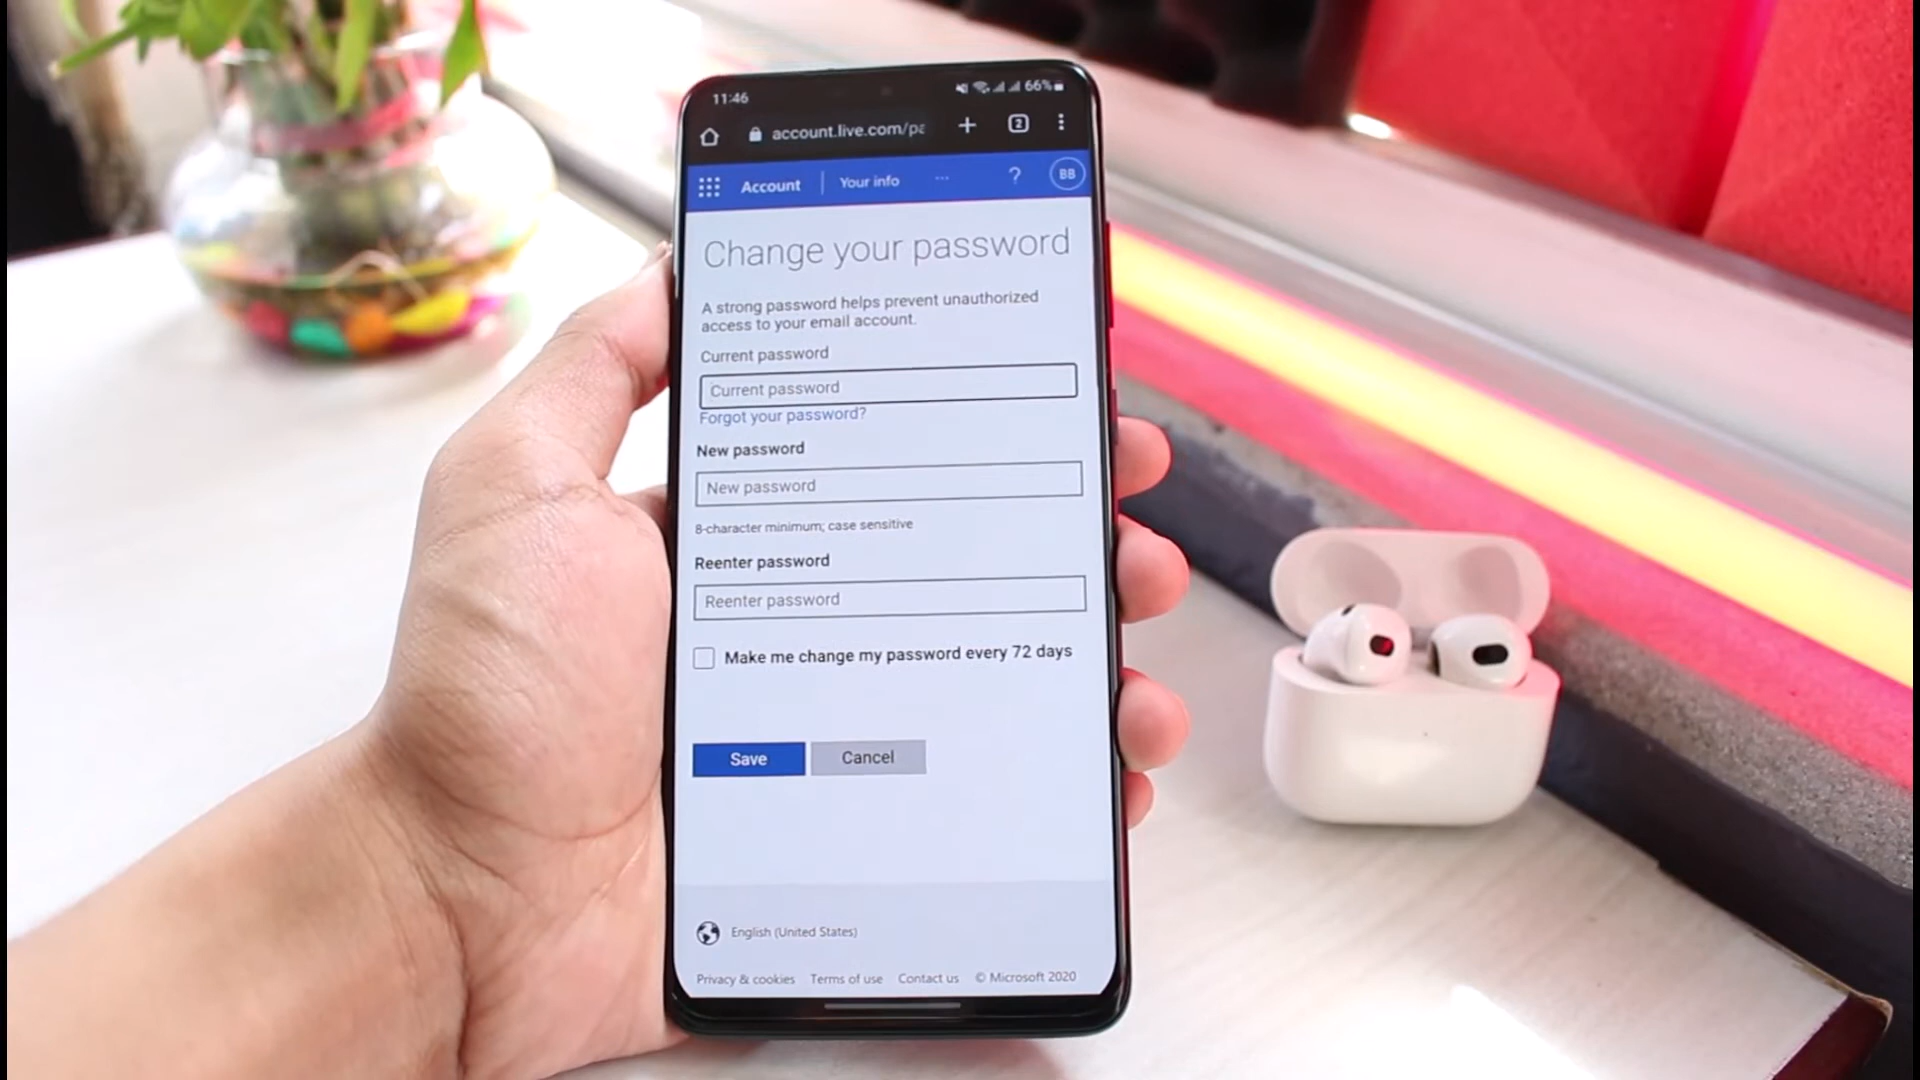 11:46
66%
account.live.com/pa
2
Account
Your info
...
?
BB
Change your password
A strong password helps prevent unauthorized
access to your email account.
Current password
Current password
Forgot your password?
New password
New password
8-character minimum; case sensitive
Reenter password
Reenter password
Make me change my password every 72 days
Save
Cancel
English (United States)
Privacy & cookies
Terms of use
Contact us
© Microsoft 2020